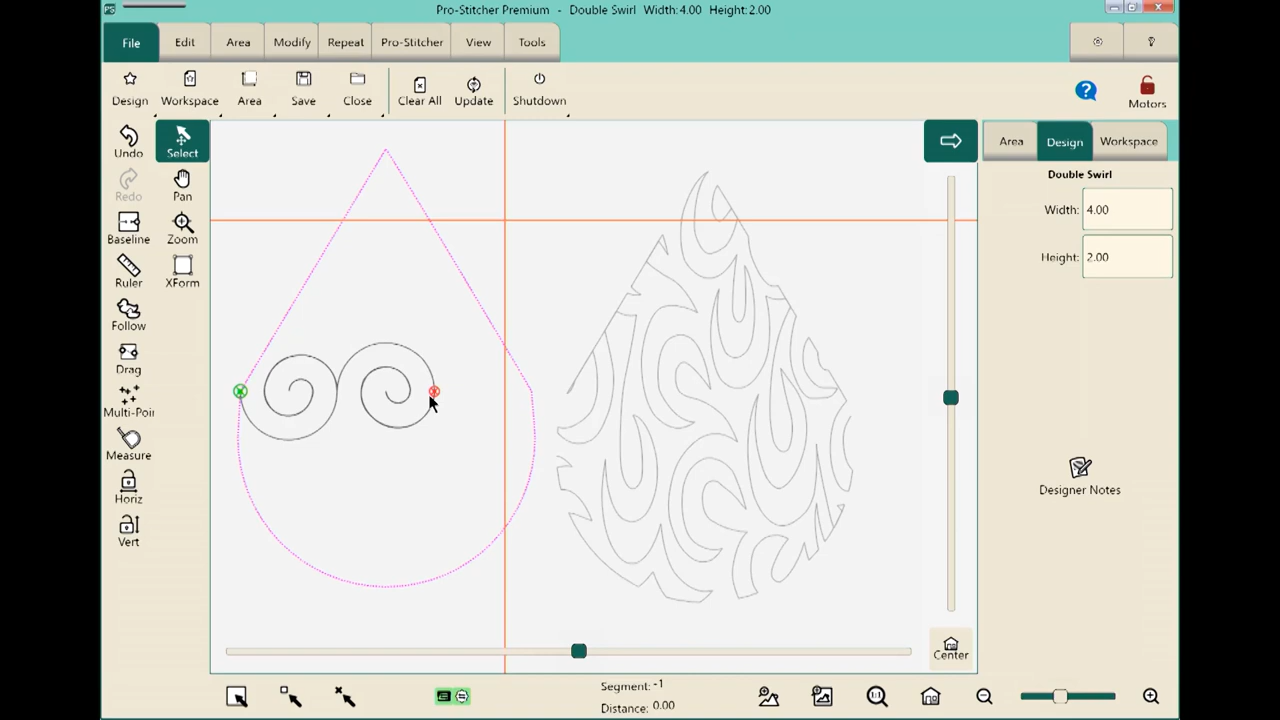 Pro-Stitcher Premium - Double Swirl Width:4.00 Height:2.00
File Edit Area Modify Repeat Pro-Stitcher View Tools
Design Workspace Area Save Close Clear All Update Shutdown Motors
Undo Select
Redo Pan
Baseline Zoom
Ruler XForm
Follow
Drag
Multi-Poir
Measure
Horiz
Vert
Area Design Workspace
Double Swirl
Width: 4.00
Height: 2.00
Designer Notes
Center
Segment: -1
Distance: 0.00